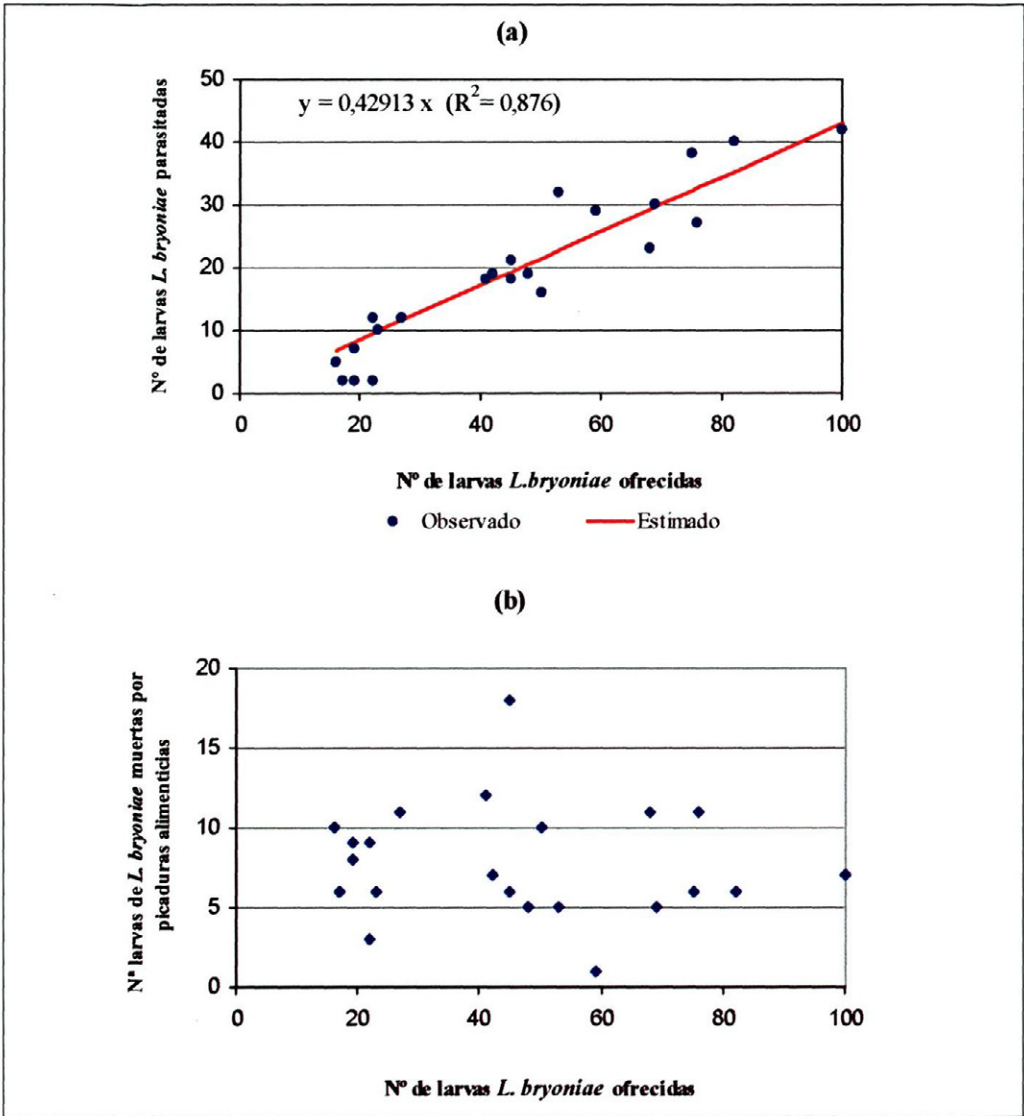 (a)
Nº de larvas L. bryoniae parasitadas
50
40
30
20
10
0
y = 0,42913 x (R²= 0,876)
0 20 40 60 80 100
Nº de larvas L.bryoniae ofrecidas
Observado Estimado
(b)
Nª larvas de L. bryoniae muertas por
picaduras alimenticias
20
15
10
5
0
0 20 40 60 80 100
Nº de larvas L. bryoniae ofrecidas